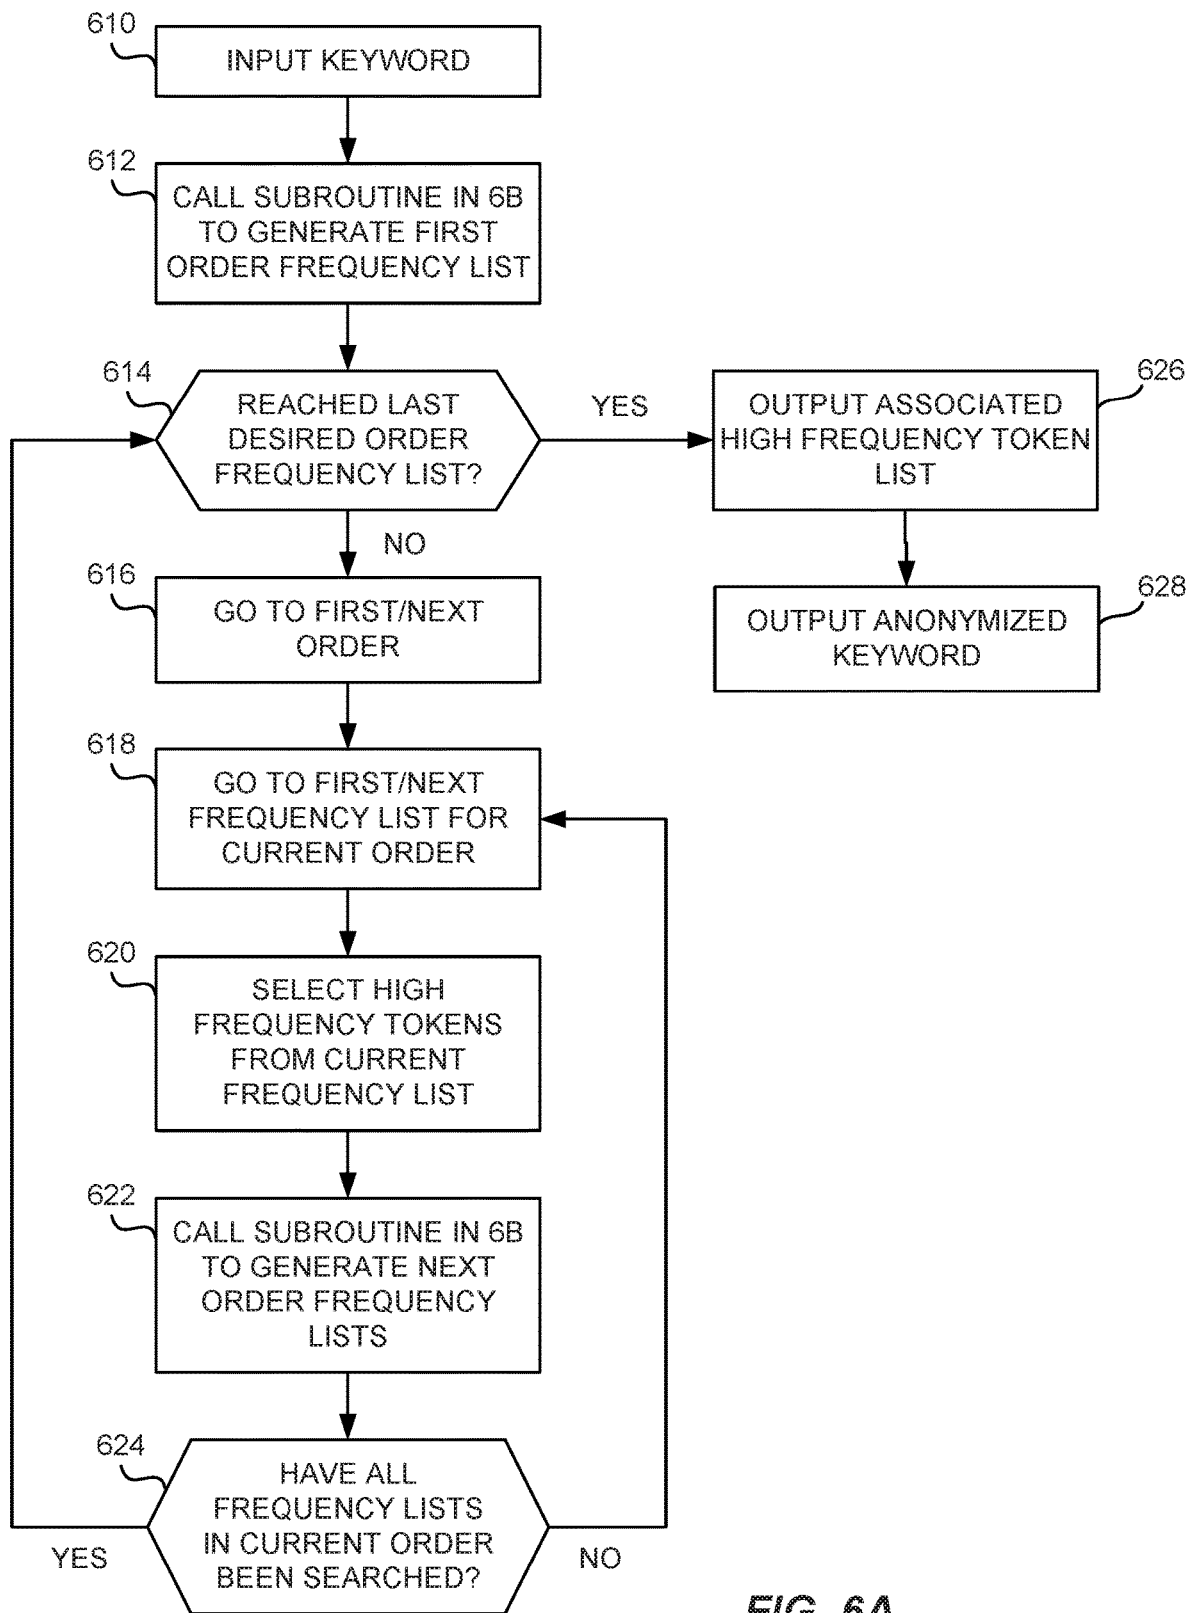 610
INPUT KEYWORD
612
CALL SUBROUTINE IN 6B
TO GENERATE FIRST
ORDER FREQUENCY LIST
614
REACHED LAST
DESIRED ORDER
FREQUENCY LIST?
YES
626
OUTPUT ASSOCIATED
HIGH FREQUENCY TOKEN
LIST
NO
628
OUTPUT ANONYMIZED
KEYWORD
616
GO TO FIRST/NEXT
ORDER
618
GO TO FIRST/NEXT
FREQUENCY LIST FOR
CURRENT ORDER
620
SELECT HIGH
FREQUENCY TOKENS
FROM CURRENT
FREQUENCY LIST
622
CALL SUBROUTINE IN 6B
TO GENERATE NEXT
ORDER FREQUENCY
LISTS
624
HAVE ALL
FREQUENCY LISTS
IN CURRENT ORDER
BEEN SEARCHED?
YES
NO
FIG. 6A